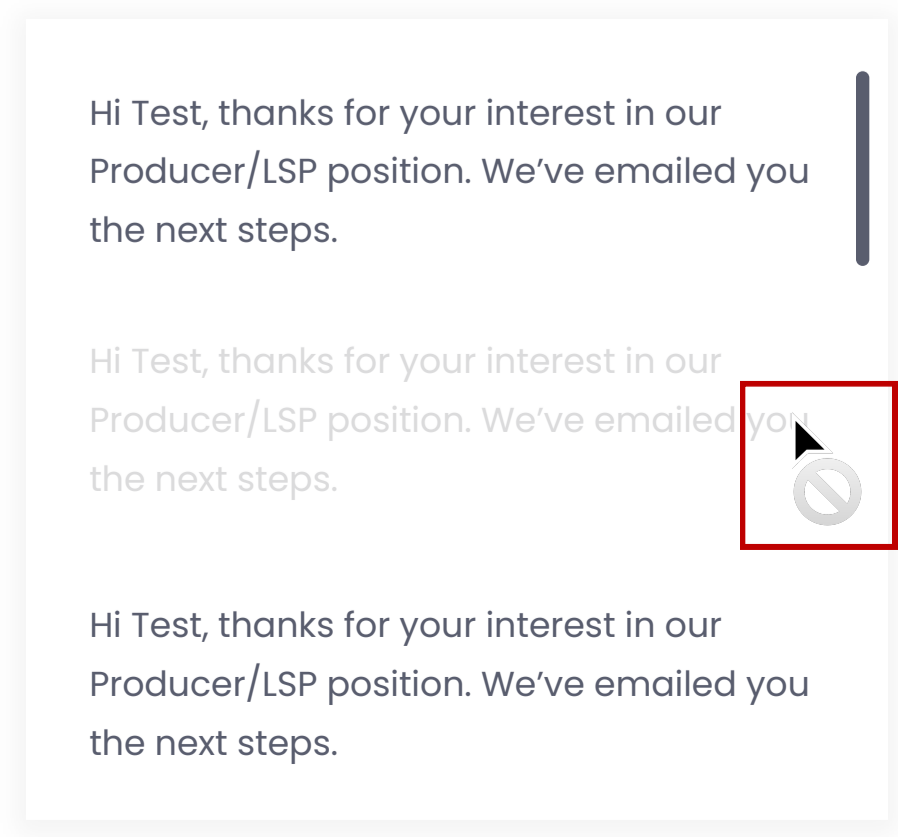 Hi Test, thanks for your interest in our
Producer/LSP position. We’ve emailed you
the next steps.
Hi Test, thanks for your interest in our
Producer/LSP position. We’ve emailed you
the next steps.
Hi Test, thanks for your interest in our
Producer/LSP position. We’ve emailed you
the next steps.